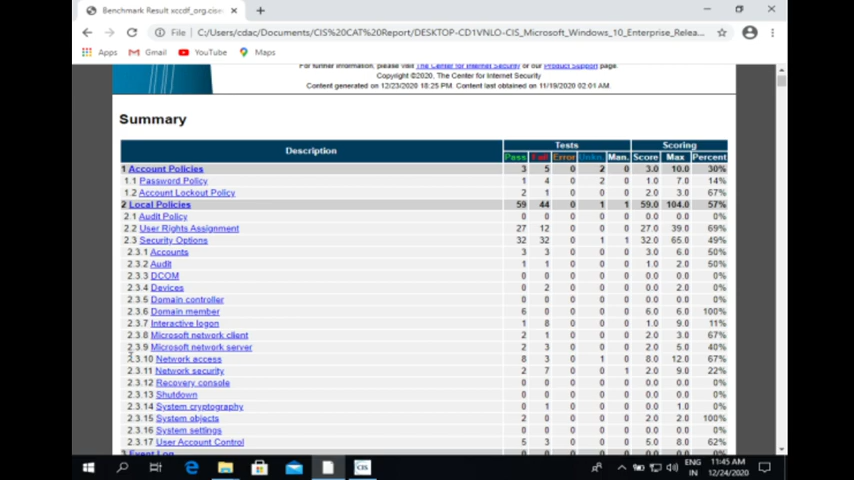 Benchmark Result xccdf_org.cise
File | C:/Users/cdac/Documents/CIS%20CAT%20Report/DESKTOP-CD1VNLO-CIS_Microsoft_Windows_10_Enterprise_Relea...
Apps Gmail YouTube Maps
For further information, please visit The Center for Internet Security or our Product Support page.
Copyright ©2020, The Center for Internet Security
Content generated on 12/23/2020 18:25 PM. Content last obtained on 11/19/2020 02:01 AM.
Summary
Description Tests Scoring
Pass Fail Error Unkn. Man. Score Max Percent
1 Account Policies 3 5 0 2 0 3.0 10.0 30%
1.1 Password Policy 1 4 0 2 0 1.0 7.0 14%
1.2 Account Lockout Policy 2 1 0 0 0 2.0 3.0 67%
2 Local Policies 59 44 0 1 1 59.0 104.0 57%
2.1 Audit Policy 0 0 0 0 0 0.0 0.0 0%
2.2 User Rights Assignment 27 12 0 0 0 27.0 39.0 69%
2.3 Security Options 32 32 0 1 1 32.0 65.0 49%
2.3.1 Accounts 3 3 0 0 0 3.0 6.0 50%
2.3.2 Audit 1 1 0 0 0 1.0 2.0 50%
2.3.3 DCOM 0 0 0 0 0 0.0 0.0 0%
2.3.4 Devices 0 2 0 0 0 0.0 2.0 0%
2.3.5 Domain controller 0 0 0 0 0 0.0 0.0 0%
2.3.6 Domain member 6 0 0 0 0 6.0 6.0 100%
2.3.7 Interactive logon 1 8 0 0 0 1.0 9.0 11%
2.3.8 Microsoft network client 2 1 0 0 0 2.0 3.0 67%
2.3.9 Microsoft network server 2 3 0 0 0 2.0 5.0 40%
2.3.10 Network access 8 3 0 1 0 8.0 12.0 67%
2.3.11 Network security 2 7 0 0 1 2.0 9.0 22%
2.3.12 Recovery console 0 0 0 0 0 0.0 0.0 0%
2.3.13 Shutdown 0 0 0 0 0 0.0 0.0 0%
2.3.14 System cryptography 0 1 0 0 0 0.0 1.0 0%
2.3.15 System objects 2 0 0 0 0 2.0 2.0 100%
2.3.16 System settings 0 0 0 0 0 0.0 0.0 0%
2.3.17 User Account Control 5 3 0 0 0 5.0 8.0 62%
3 Event Log 0 0 0 0 0 0.0 0.0 0%
CIS
ENG 11:45 AM
IN 12/24/2020